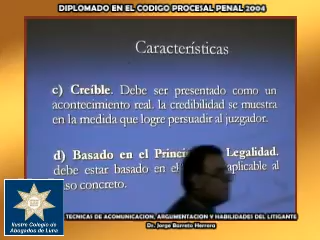 DIPLOMADO EN EL CODIGO PROCESAL PENAL 2004
Características
c) Creíble. Debe ser presentado como un
acontecimiento real. la credibilidad se muestra
en la medida que logre persuadir al juzgador.
d) Basado en el Princi Legalidad.
debe estar basado en el aplicable al
caso concreto.
TECNICAS DE ACOMUNICACION, ARGUMENTACION Y HABILIDADES DEL LITIGANTE
Dr. Jorge Barreto Herrera
Ilustre Colegio de
Abogados de Lima